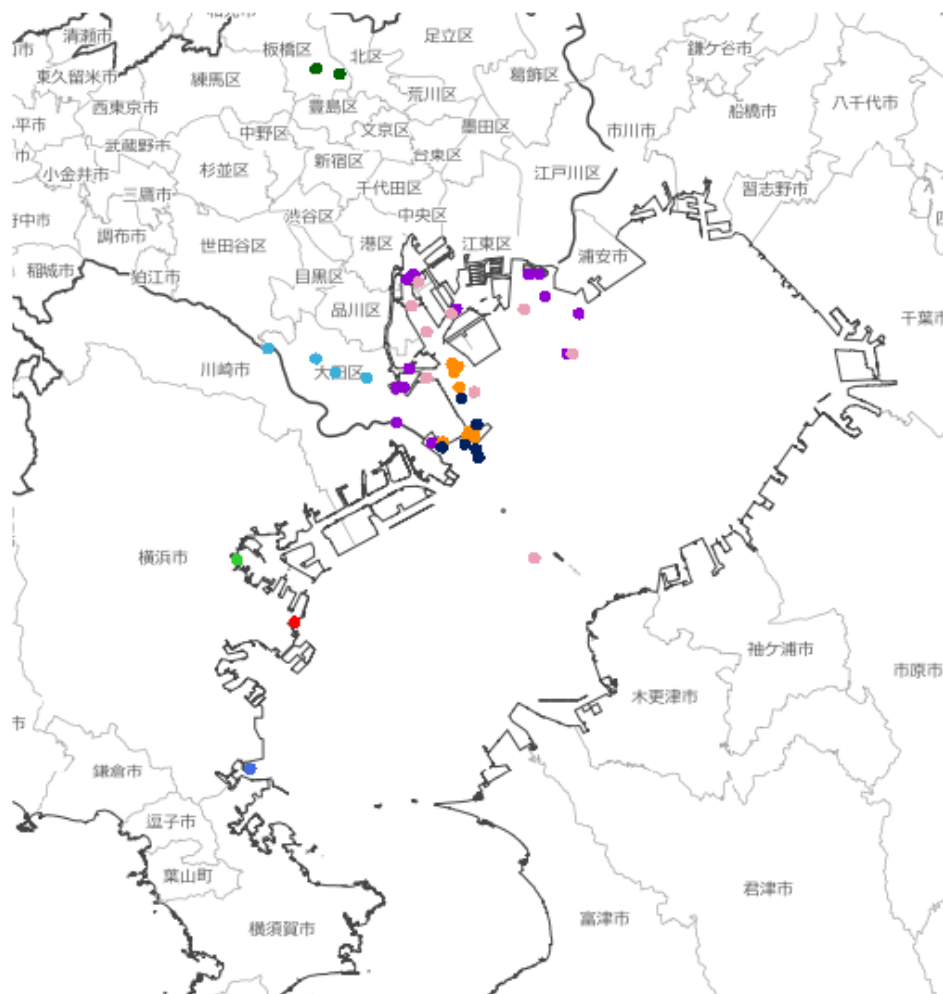 清瀬市
板橋区
北区
足立区
鎌ケ谷市
東久留米市
練馬区
葛飾区
西東京市
豊島区
荒川区
船橋市
八千代市
武蔵野市
中野区
文京区
墨田区
市川市
小金井市
三鷹市
杉並区
新宿区
台東区
千代田区
江戸川区
習志野市
調布市
世田谷区
渋谷区
中央区
港区
江東区
浦安市
稲城市
狛江市
目黒区
品川区
千葉市
川崎市
大田区
横浜市
袖ケ浦市
市原市
木更津市
鎌倉市
逗子市
葉山町
横須賀市
富津市
君津市